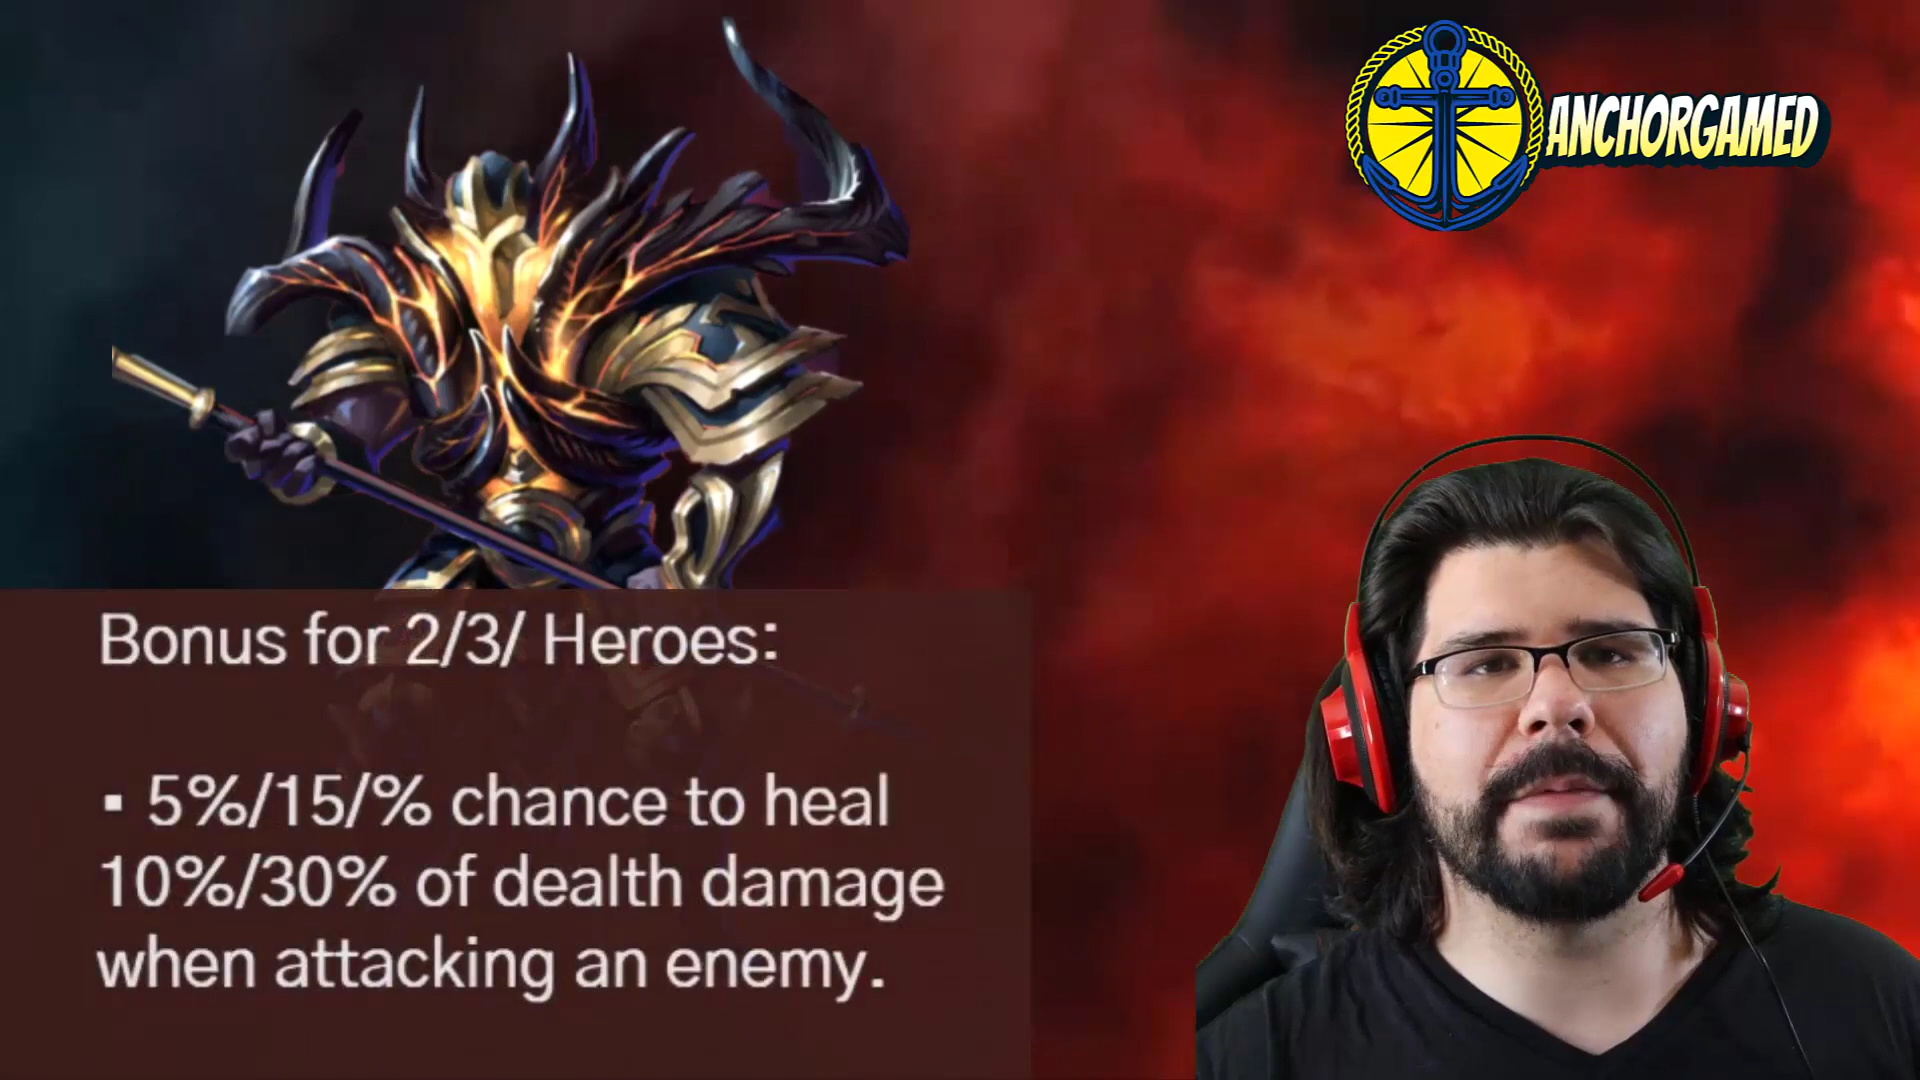 ANCHORGAMED
Bonus for 2/3/ Heroes:
▪ 5%/15/% chance to heal
10%/30% of dealth damage
when attacking an enemy.